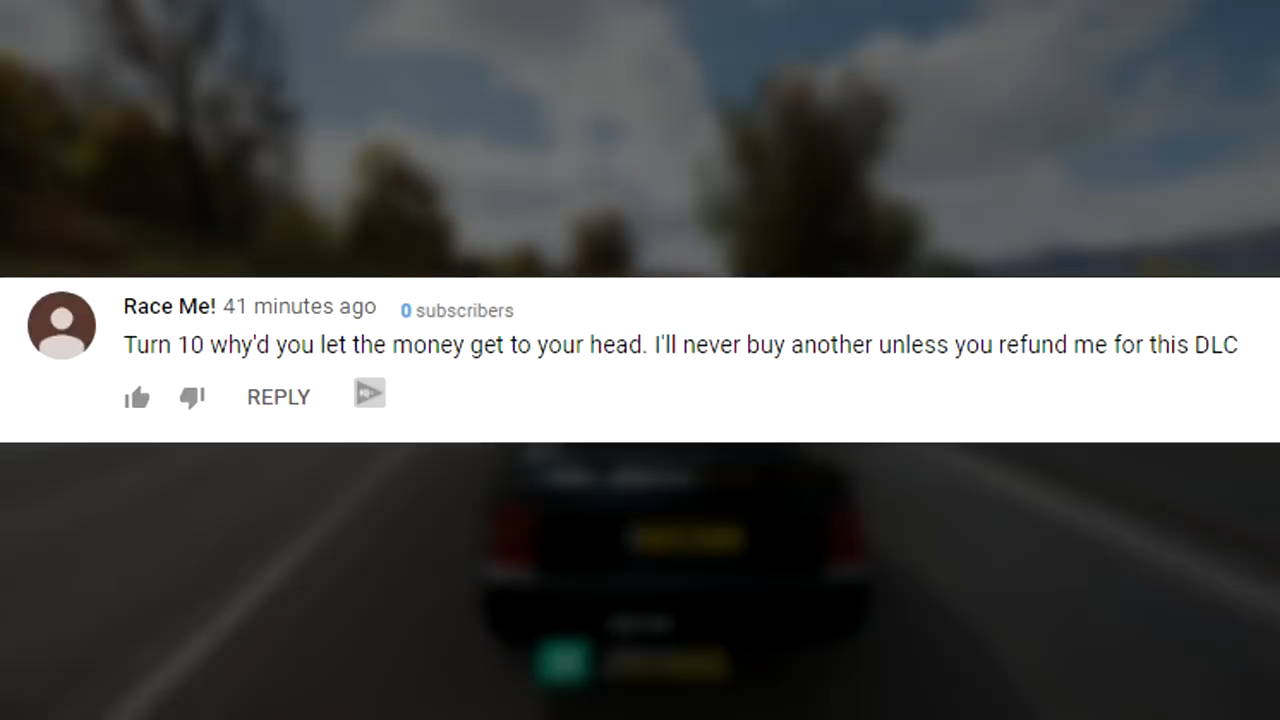 Race Me! 41 minutes ago 0 subscribers
Turn 10 why'd you let the money get to your head. I'll never buy another unless you refund me for this DLC
REPLY